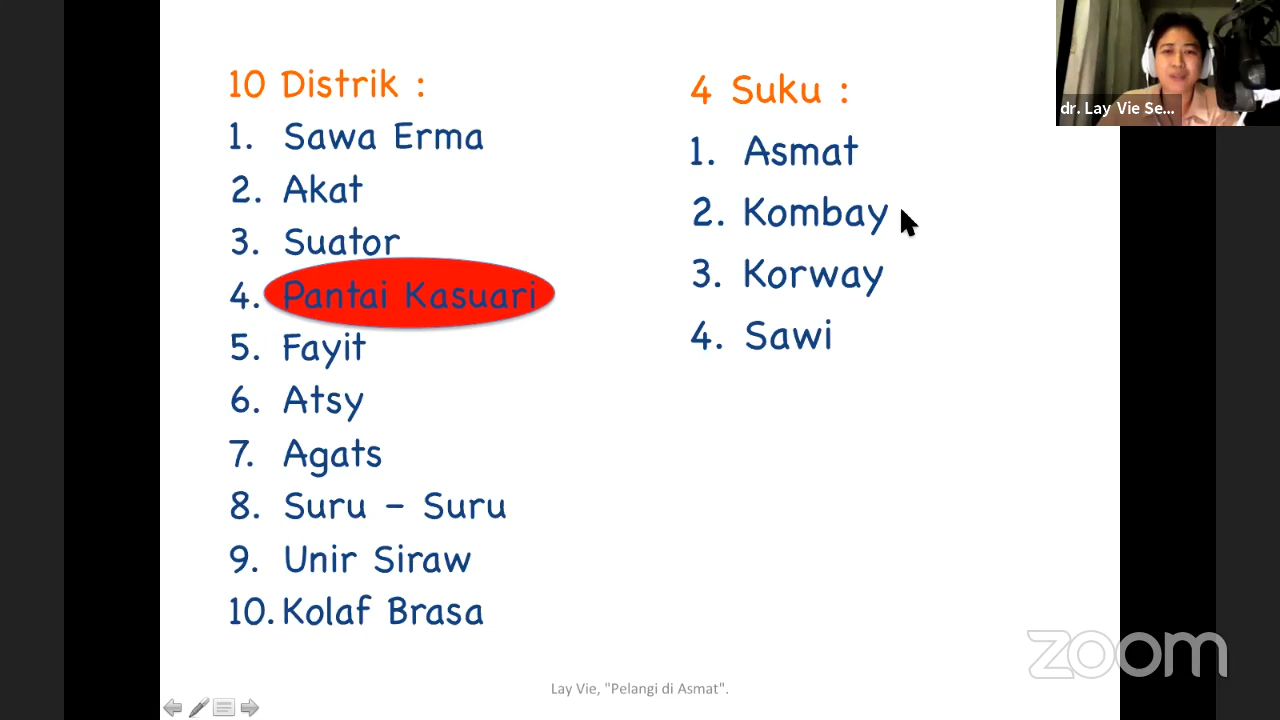 10 Distrik :
1. Sawa Erma
2. Akat
3. Suator
4. Pantai Kasuari
5. Fayit
6. Atsy
7. Agats
8. Suru - Suru
9. Unir Siraw
10. Kolaf Brasa
4 Suku :
1. Asmat
2. Kombay
3. Korway
4. Sawi
dr. Lay Vie Se...
Lay Vie, "Pelangi di Asmat".
zoom